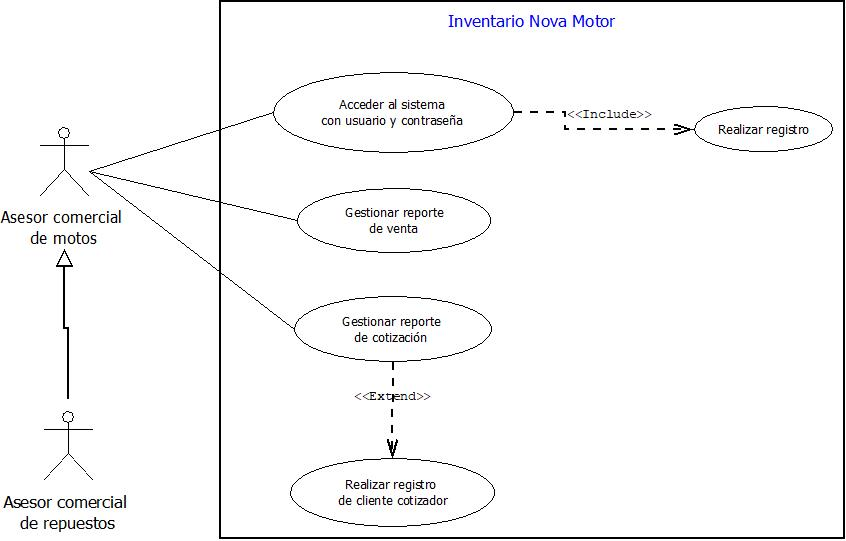 Inventario Nova Motor
Acceder al sistema
con usuario y contraseña
<<Include>>
Realizar registro
Asesor comercial
de motos
Gestionar reporte
de venta
Gestionar reporte
de cotización
<<Extend>>
Realizar registro
de cliente cotizador
Asesor comercial
de repuestos